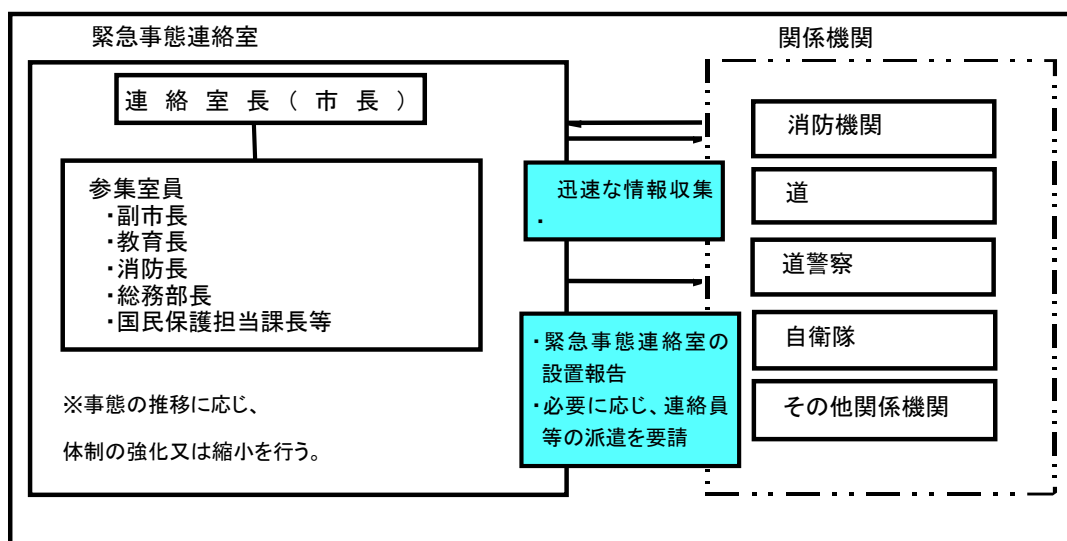 緊急事態連絡室
連絡室長(市長)
参集室員
・副市長
・教育長
・消防長
・総務部長
・国民保護担当課長等
※事態の推移に応じ、
体制の強化又は縮小を行う。
迅速な情報収集
・
・緊急事態連絡室の
設置報告
・必要に応じ、連絡員
等の派遣を要請
関係機関
消防機関
道
道警察
自衛隊
その他関係機関